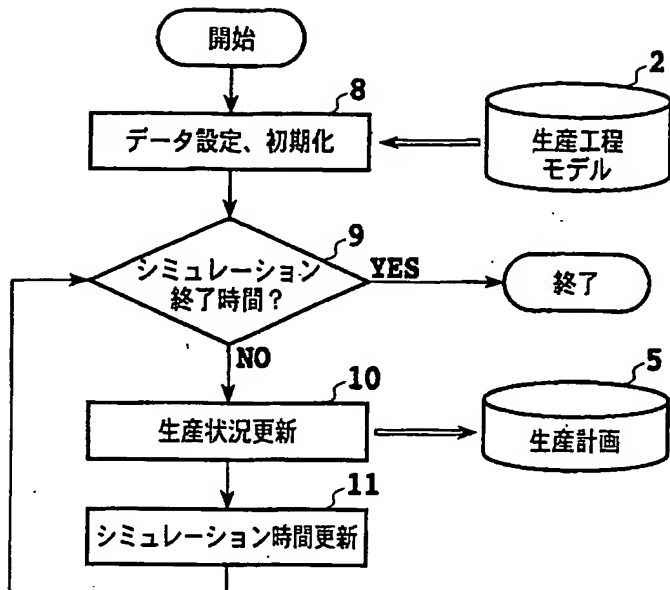 開始
8
データ設定、初期化
2
生産工程
モデル
9
シミュレーション
終了時間？
YES
終了
NO
10
生産状況更新
5
生産計画
11
シミュレーション時間更新